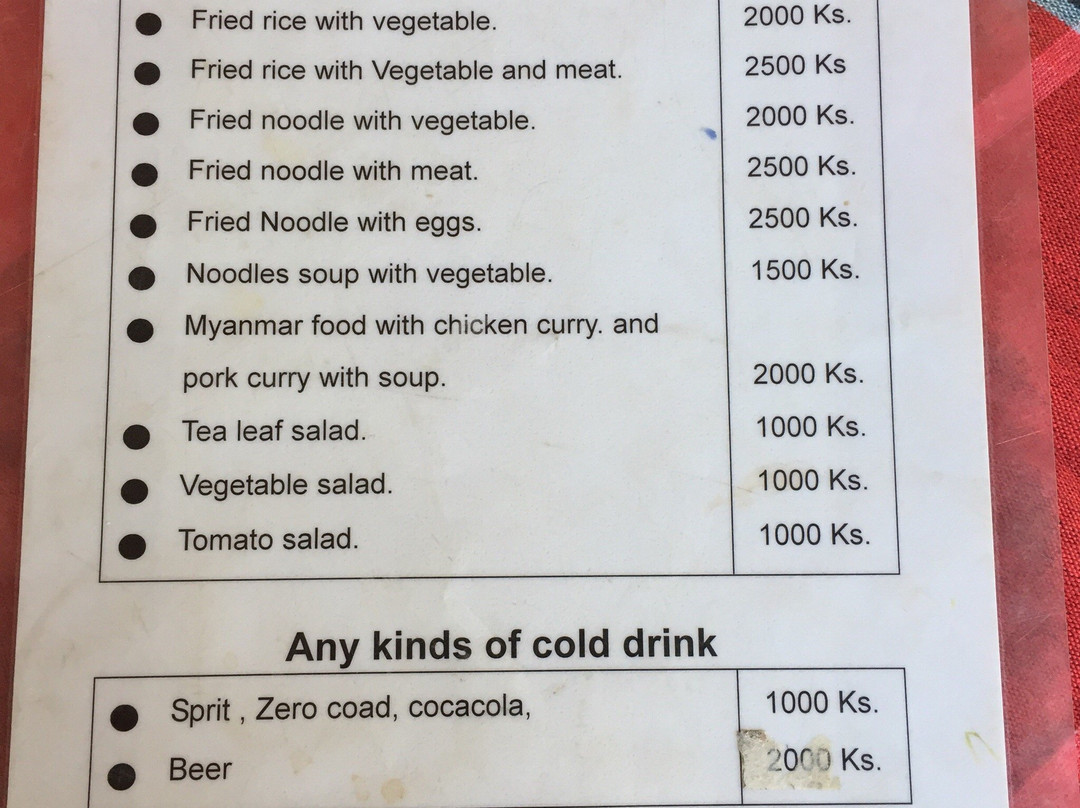 Fried rice with vegetable. 2000 Ks.
Fried rice with Vegetable and meat. 2500 Ks
Fried noodle with vegetable. 2000 Ks.
Fried noodle with meat. 2500 Ks.
Fried Noodle with eggs. 2500 Ks.
Noodles soup with vegetable. 1500 Ks.
Myanmar food with chicken curry. and
pork curry with soup. 2000 Ks.
Tea leaf salad. 1000 Ks.
Vegetable salad. 1000 Ks.
Tomato salad. 1000 Ks.
Any kinds of cold drink
Sprit , Zero coad, cocacola, 1000 Ks.
Beer 2000 Ks.